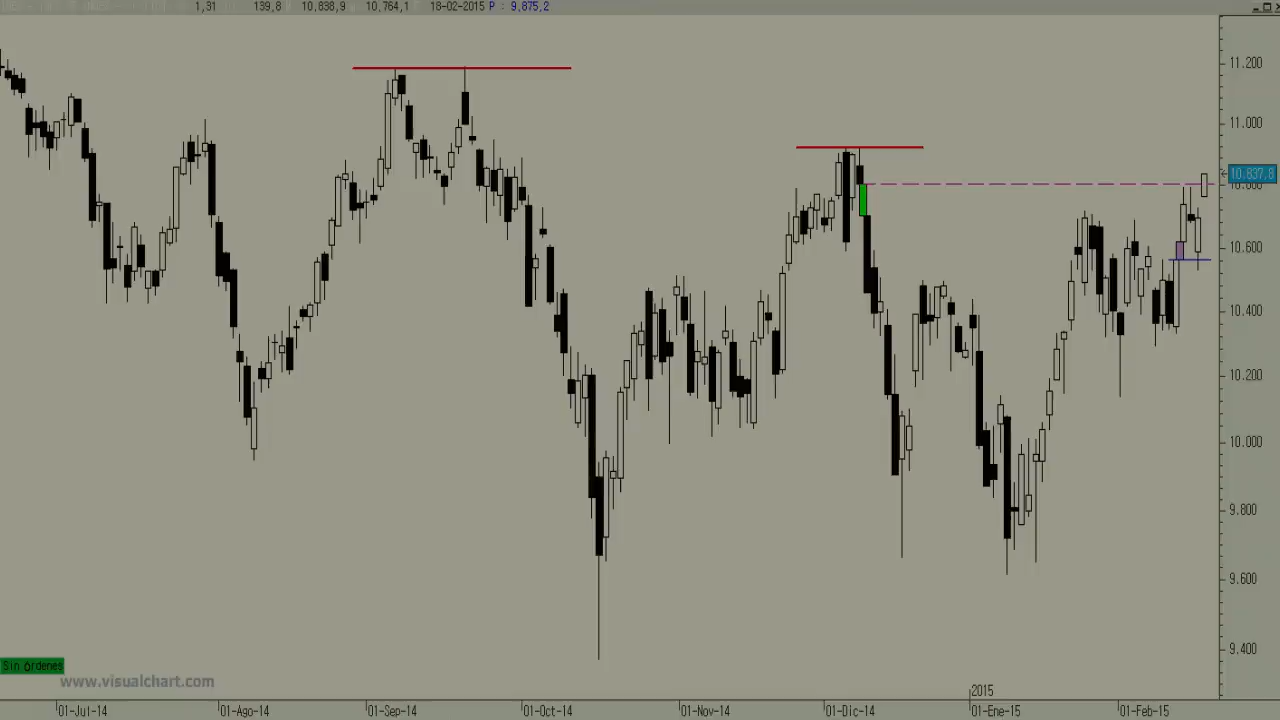 1,31 139,8 10,838,9 10,764,1 18-02-2015 P : 9,875,2
11.200
11.000
10.837,8
10.600
10.400
10.200
10.000
9.800
9.600
9.400
Sin órdenes
www.visualchart.com
2015
01-Jul-14 01-Ago-14 01-Sep-14 01-Oct-14 01-Nov-14 01-Dic-14 01-Ene-15 01-Feb-15